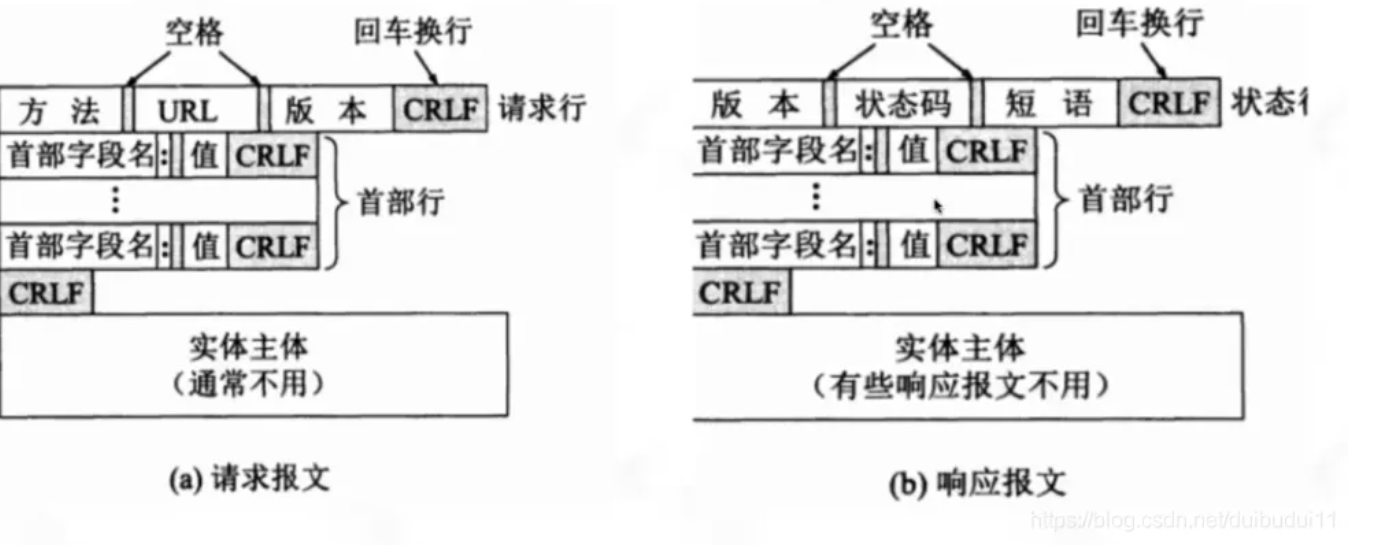 空格 回车换行
方 法 URL 版 本 CRLF 请求行
首部字段名: 值 CRLF
⋮
首部字段名: 值 CRLF
首部行
CRLF
实体主体
（通常不用）
(a) 请求报文
空格 回车换行
版 本 状态码 短 语 CRLF 状态行
首部字段名: 值 CRLF
⋮
首部字段名: 值 CRLF
首部行
CRLF
实体主体
（有些响应报文不用）
(b) 响应报文
https://blog.csdn.net/duibudui11